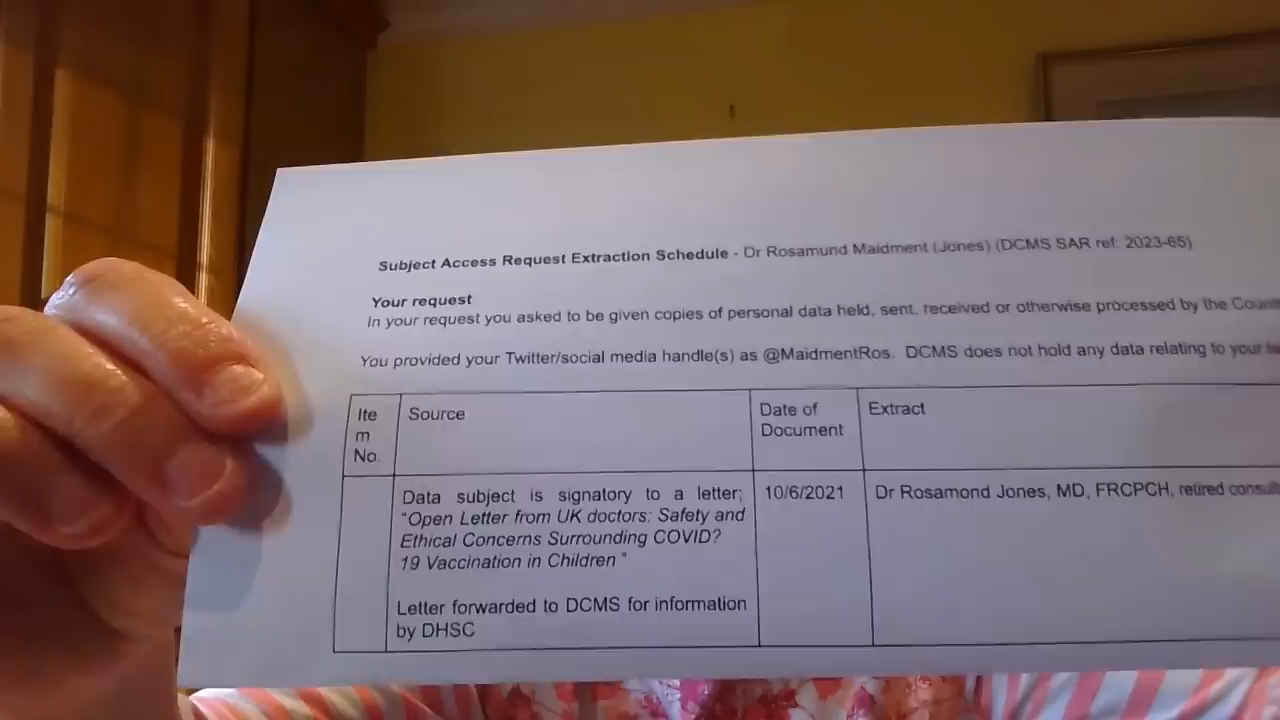 Subject Access Request Extraction Schedule - Dr Rosamund Maidment (Jones) (DCMS SAR ref: 2023-65)
Your request
In your request you asked to be given copies of personal data held, sent, received or otherwise processed by the
You provided your Twitter/social media handle(s) as @MaidmentRos. DCMS does not hold any data relating to your
Ite
m
No.
Source
Date of
Document
Extract
Data subject is signatory to a letter;
"Open Letter from UK doctors: Safety and
Ethical Concerns Surrounding COVID?
19 Vaccination in Children "
Letter forwarded to DCMS for information
by DHSC
10/6/2021
Dr Rosamond Jones, MD, FRCPCH, retired